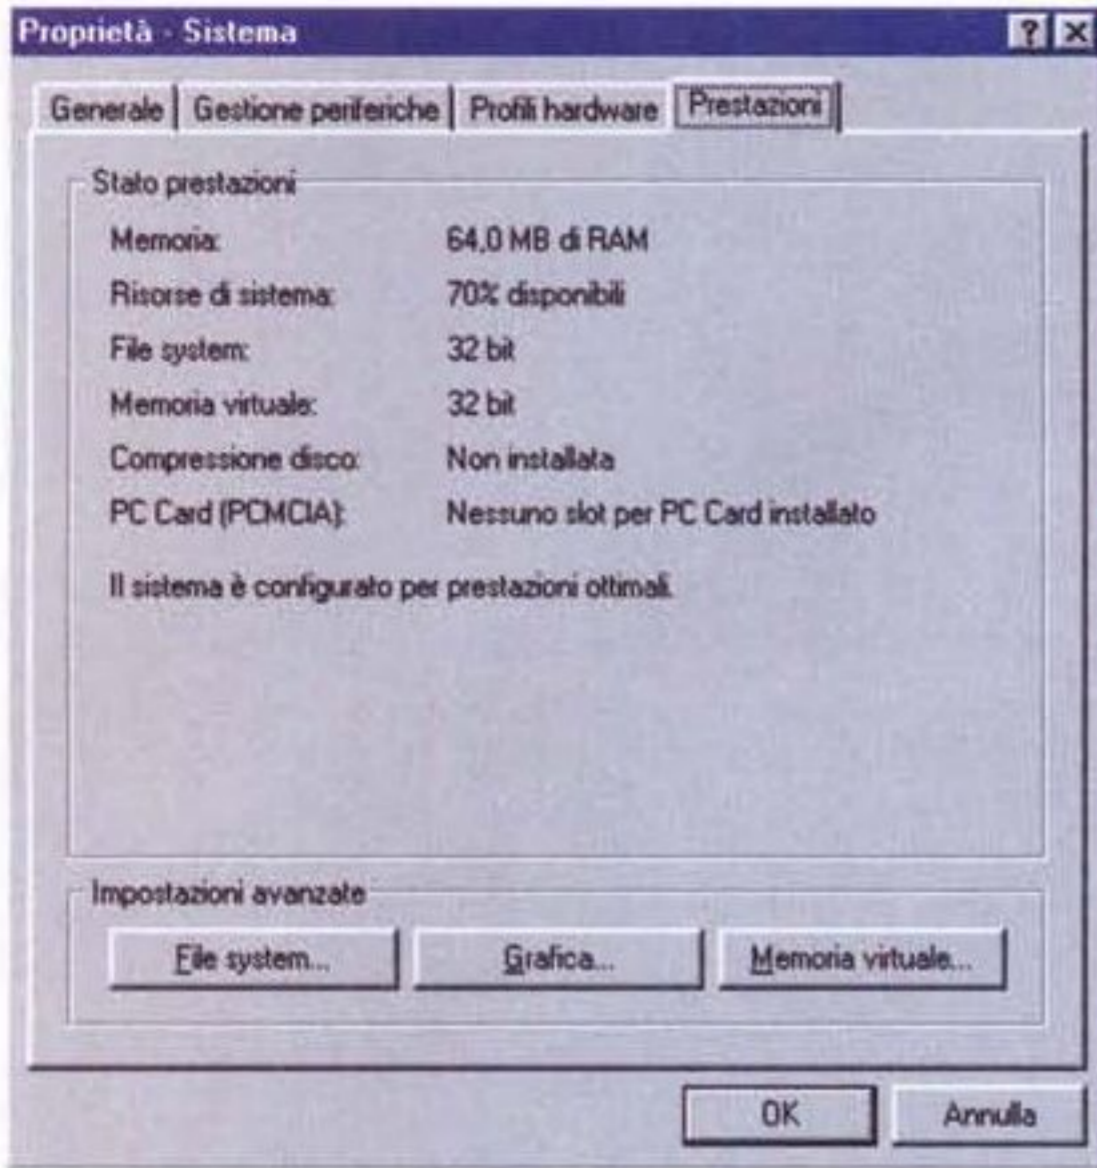 Proprietà - Sistema
Generale Gestione periferiche Profili hardware Prestazioni
Stato prestazioni
Memoria: 64,0 MB di RAM
Risorse di sistema: 70% disponibili
File system: 32 bit
Memoria virtuale: 32 bit
Compressione disco: Non installata
PC Card (PCMCIA): Nessuno slot per PC Card installato
Il sistema è configurato per prestazioni ottimali.
Impostazioni avanzate
File system... Grafica... Memoria virtuale...
OK Annulla